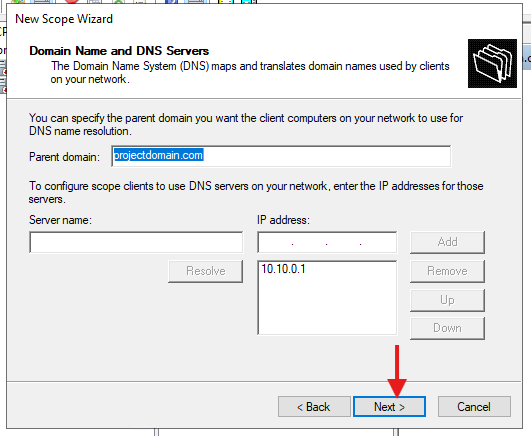 New Scope Wizard
Domain Name and DNS Servers
The Domain Name System (DNS) maps and translates domain names used by clients
on your network.
You can specify the parent domain you want the client computers on your network to use for
DNS name resolution.
Parent domain: projectdomain.com
To configure scope clients to use DNS servers on your network, enter the IP addresses for those
servers.
Server name: IP address:
. . . Add
Resolve 10.10.0.1 Remove
Up
Down
< Back Next > Cancel